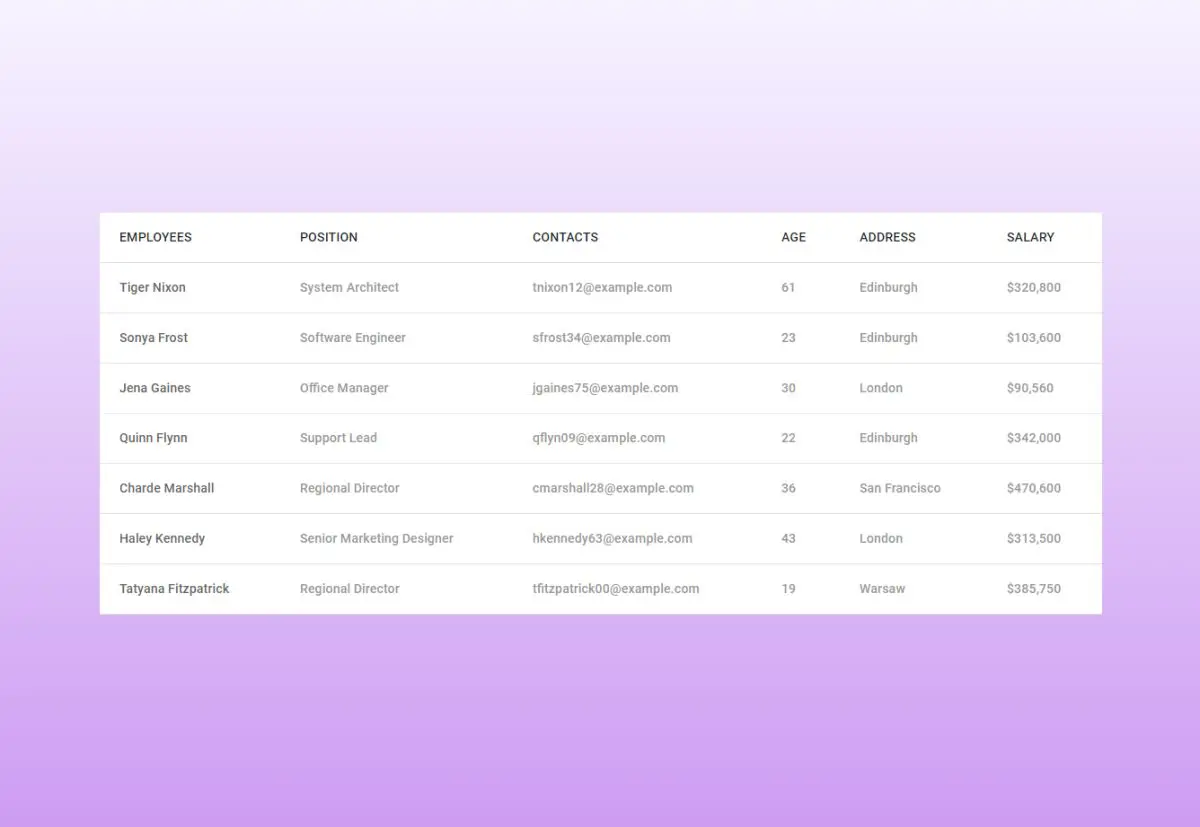 EMPLOYEES POSITION CONTACTS AGE ADDRESS SALARY
Tiger Nixon System Architect tnixon12@example.com 61 Edinburgh $320,800
Sonya Frost Software Engineer sfrost34@example.com 23 Edinburgh $103,600
Jena Gaines Office Manager jgaines75@example.com 30 London $90,560
Quinn Flynn Support Lead qflyn09@example.com 22 Edinburgh $342,000
Charde Marshall Regional Director cmarshall28@example.com 36 San Francisco $470,600
Haley Kennedy Senior Marketing Designer hkennedy63@example.com 43 London $313,500
Tatyana Fitzpatrick Regional Director tfitzpatrick00@example.com 19 Warsaw $385,750